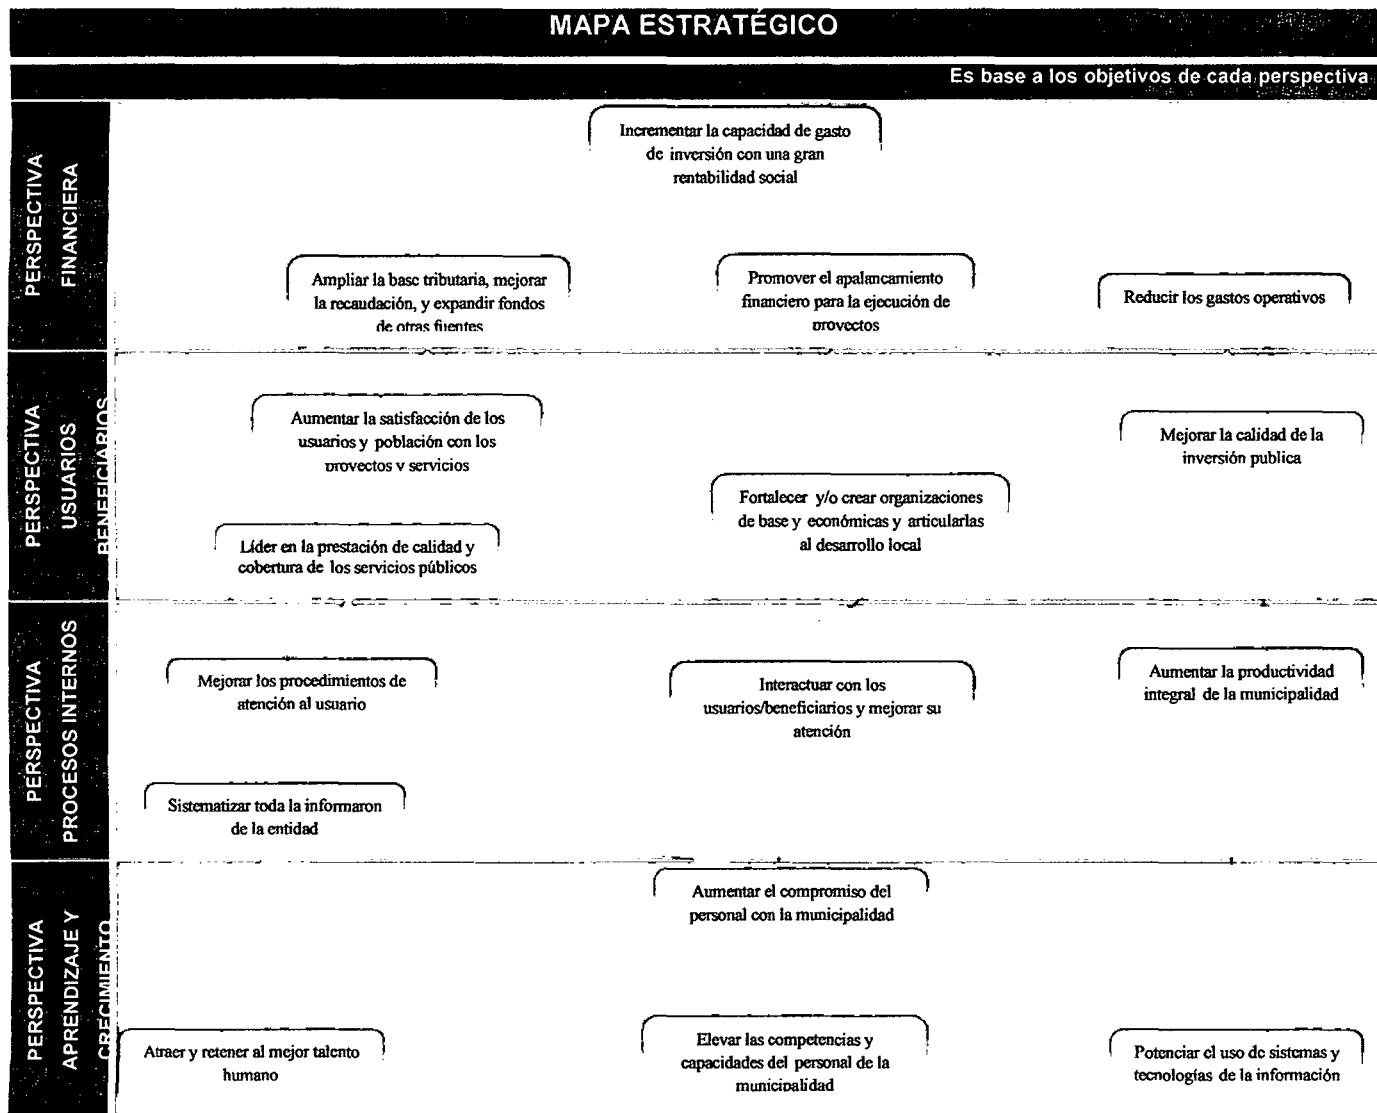 MAPA ESTRATÉGICO
Es base a los objetivos de cada perspectiva
PERSPECTIVA
FINANCIERA
Incrementar la capacidad de gasto
de inversión con una gran
rentabilidad social
Ampliar la base tributaria, mejorar
la recaudación, y expandir fondos
de otras fuentes
Promover el apalancamiento
financiero para la ejecución de
proyectos
Reducir los gastos operativos
PERSPECTIVA
USUARIOS
BENEFICIARIOS
Aumentar la satisfacción de los
usuarios y población con los
proyectos y servicios
Mejorar la calidad de la
inversión publica
Fortalecer y/o crear organizaciones
de base y económicas y articularlas
al desarrollo local
Líder en la prestación de calidad y
cobertura de los servicios públicos
PERSPECTIVA
PROCESOS INTERNOS
Mejorar los procedimientos de
atención al usuario
Interactuar con los
usuarios/beneficiarios y mejorar su
atención
Aumentar la productividad
integral de la municipalidad
Sistematizar toda la informaron
de la entidad
PERSPECTIVA
APRENDIZAJE Y
CRECIMIENTO
Aumentar el compromiso del
personal con la municipalidad
Atraer y retener al mejor talento
humano
Elevar las competencias y
capacidades del personal de la
municipalidad
Potenciar el uso de sistemas y
tecnologías de la información